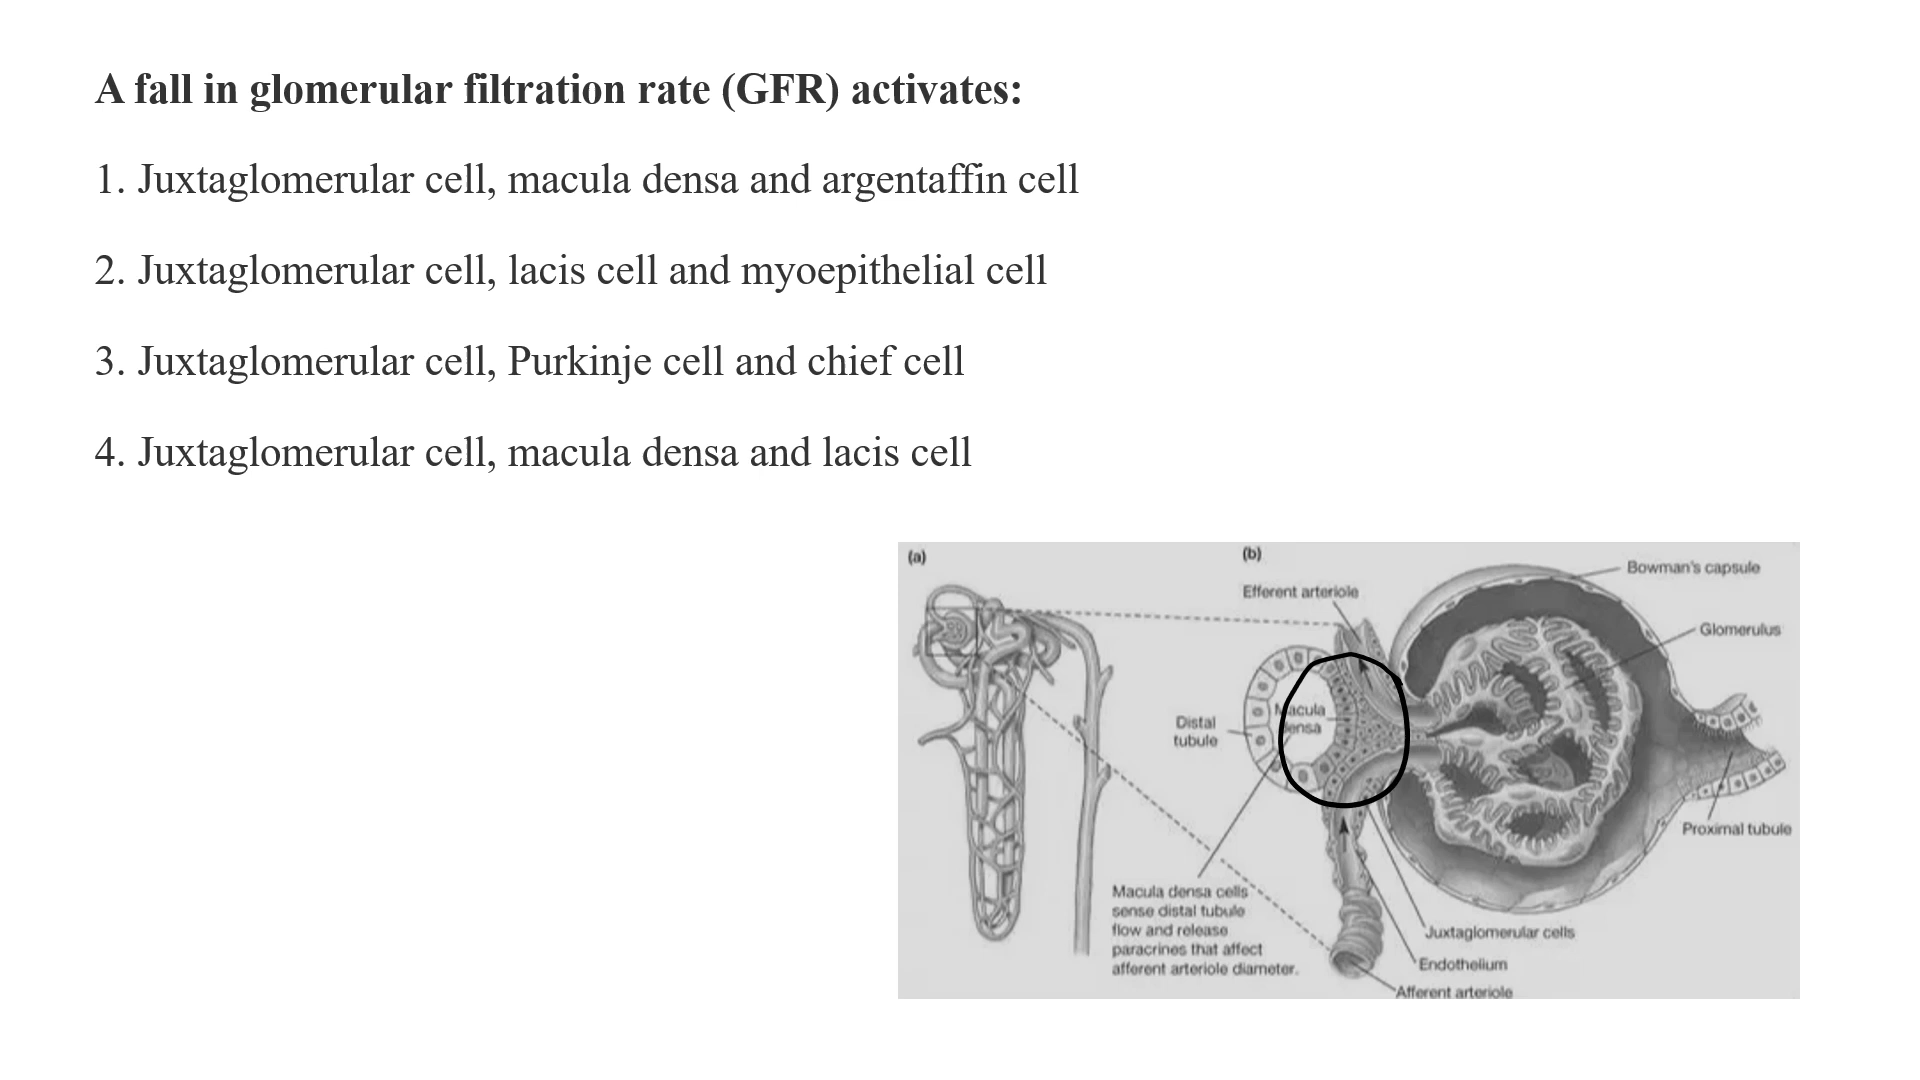 A fall in glomerular filtration rate (GFR) activates:
1. Juxtaglomerular cell, macula densa and argentaffin cell
2. Juxtaglomerular cell, lacis cell and myoepithelial cell
3. Juxtaglomerular cell, Purkinje cell and chief cell
4. Juxtaglomerular cell, macula densa and lacis cell
(a)
(b)
Bowman's capsule
Efferent arteriole
Glomerulus
Macula
densa
Distal
tubule
Proximal tubule
Macula densa cells
sense distal tubule
flow and release
paracrines that affect
afferent arteriole diameter.
Juxtaglomerular cells
Endothelium
Afferent arteriole